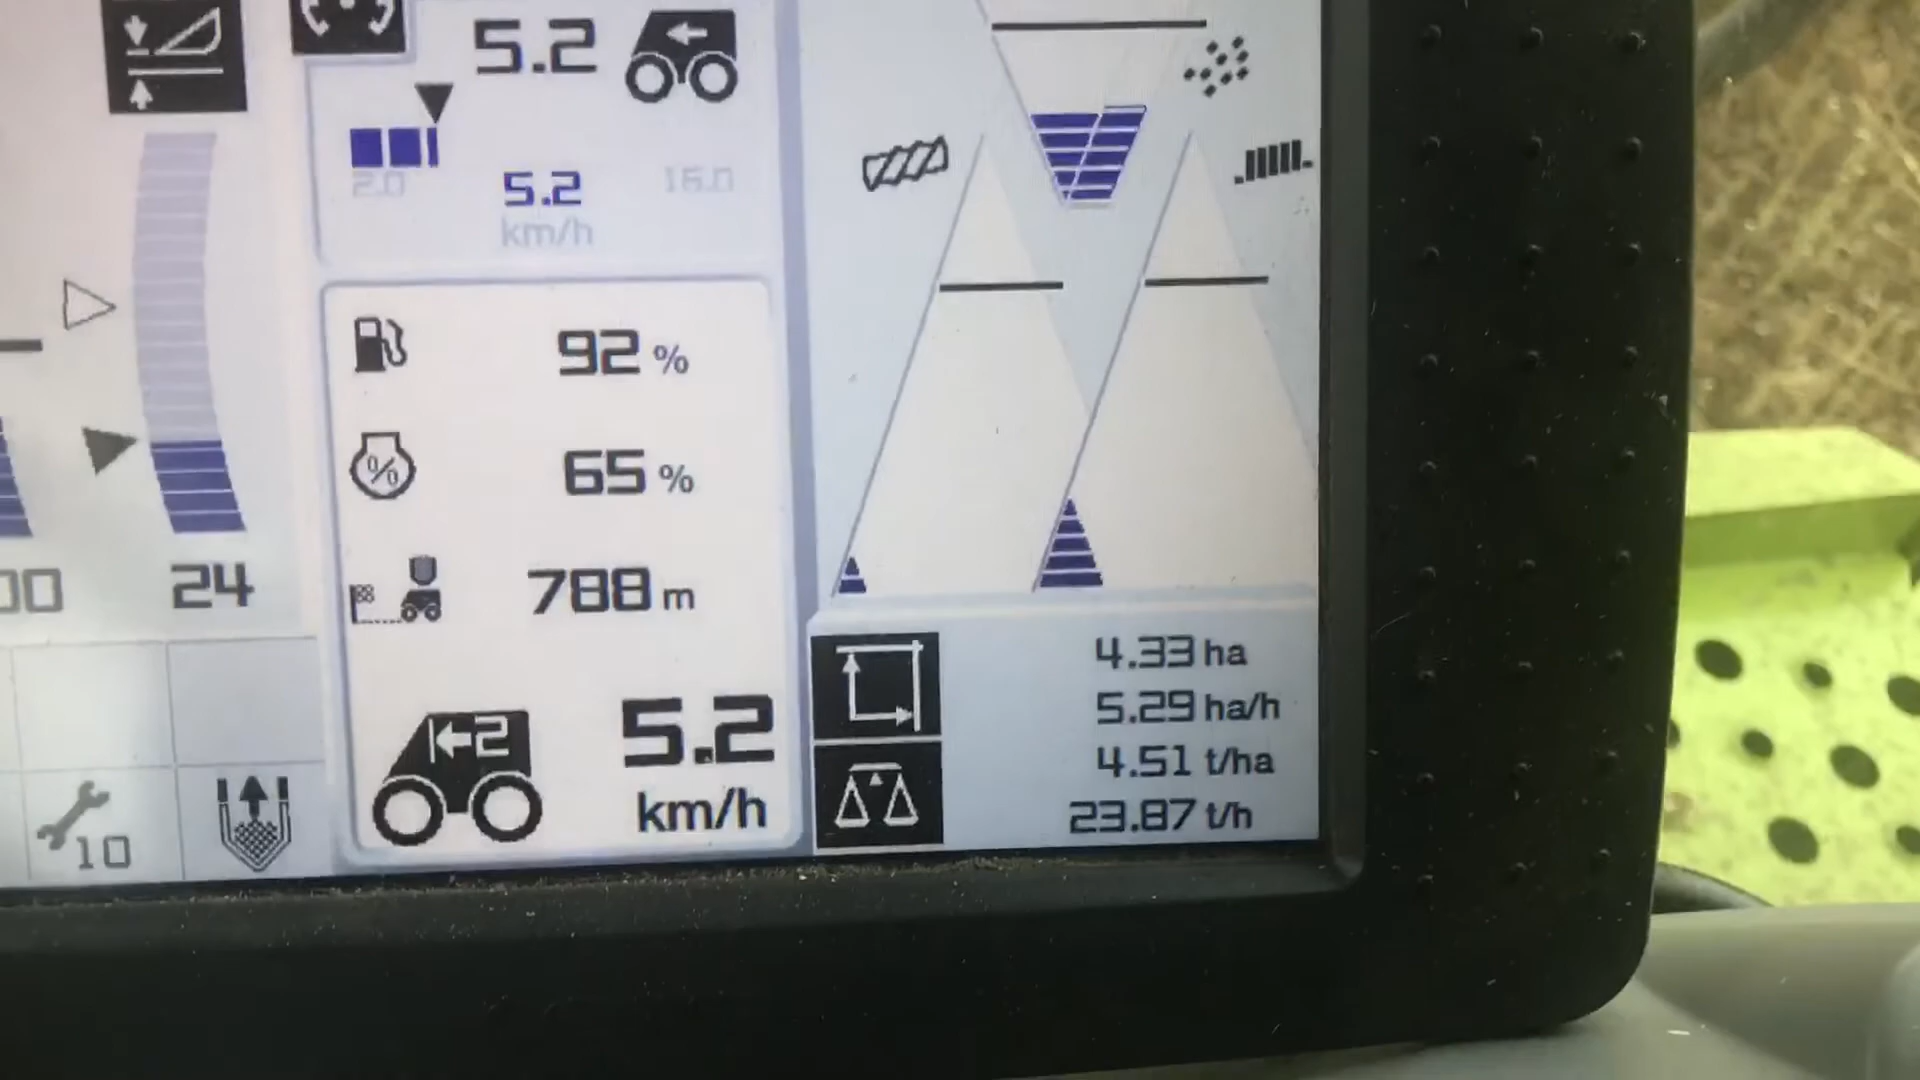 5.2
2.0 5.2 16.0
km/h
92 %
65 %
788 m
00 24
2 5.2
km/h
10
4.33 ha
5.29 ha/h
4.51 t/ha
23.87 t/h